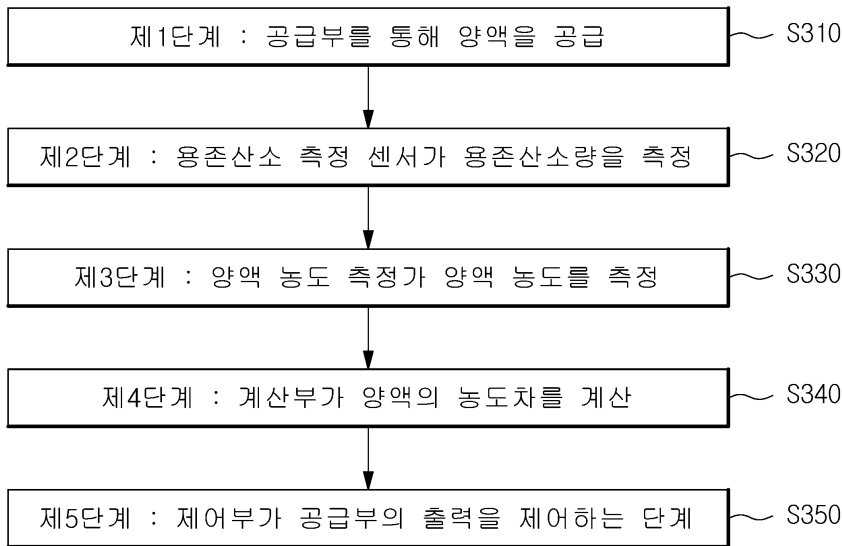 제1단계 : 공급부를 통해 양액을 공급 S310
제2단계 : 용존산소 측정 센서가 용존산소량을 측정 S320
제3단계 : 양액 농도 측정가 양액 농도를 측정 S330
제4단계 : 계산부가 양액의 농도차를 계산 S340
제5단계 : 제어부가 공급부의 출력을 제어하는 단계 S350